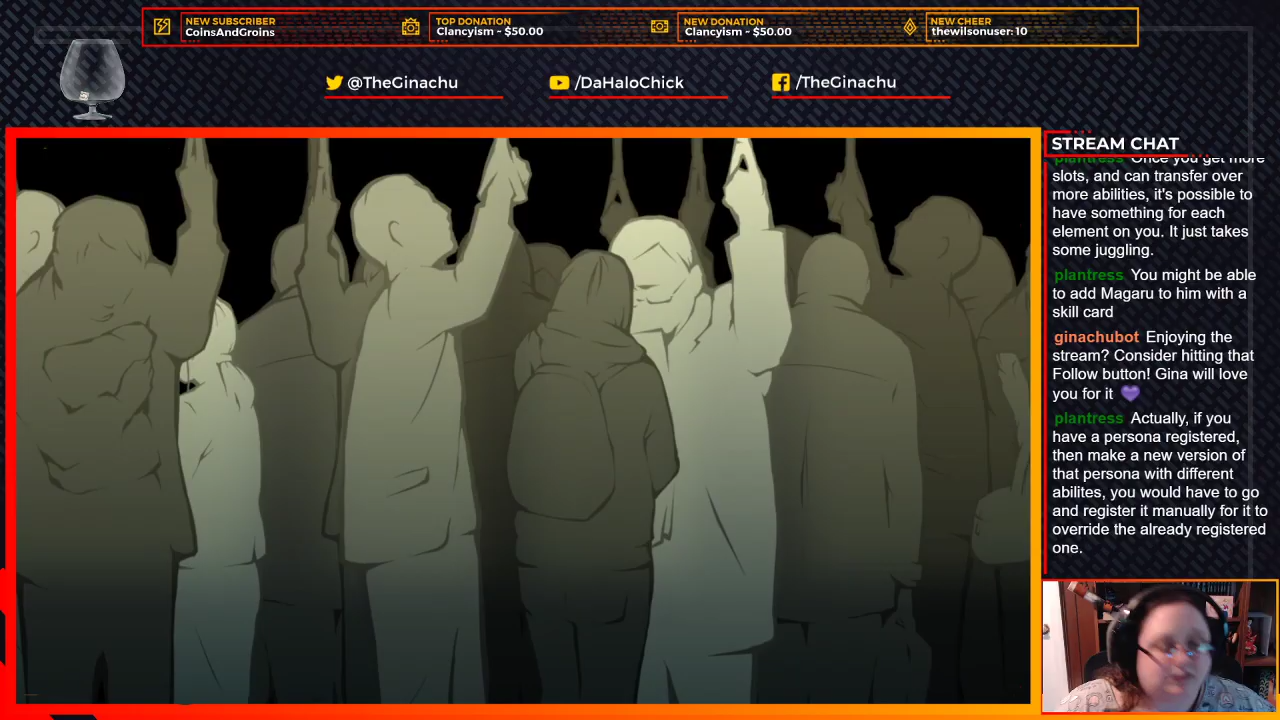 NEW SUBSCRIBER
CoinsAndGroins
TOP DONATION
Clancyism ~ $50.00
NEW DONATION
Clancyism ~ $50.00
NEW CHEER
thewilsonuser: 10
@TheGinachu
/DaHaloChick
/TheGinachu
STREAM CHAT
plantress Once you get more
slots, and can transfer over
more abilities, it's possible to
have something for each
element on you. It just takes
some juggling.
plantress You might be able
to add Magaru to him with a
skill card
ginachubot Enjoying the
stream? Consider hitting that
Follow button! Gina will love
you for it
plantress Actually, if you
have a persona registered,
then make a new version of
that persona with different
abilites, you would have to go
and register it manually for it to
override the already registered
one.